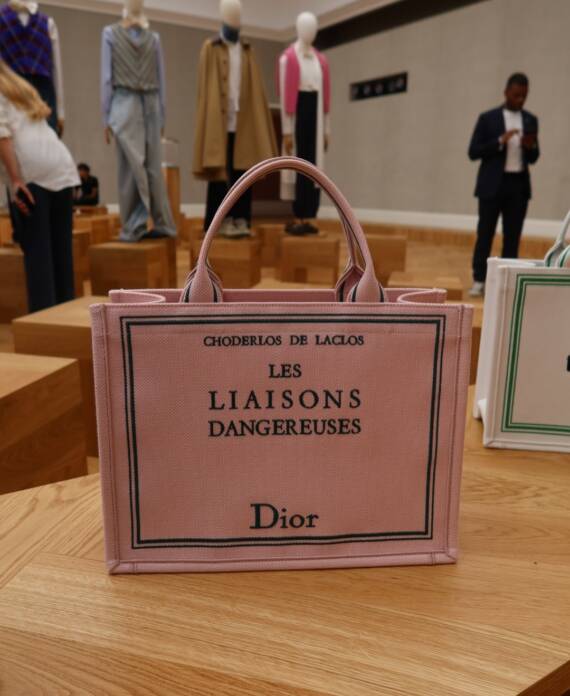 CHODERLOS DE LACLOS
LES
LIAISONS
DANGEREUSES
Dior